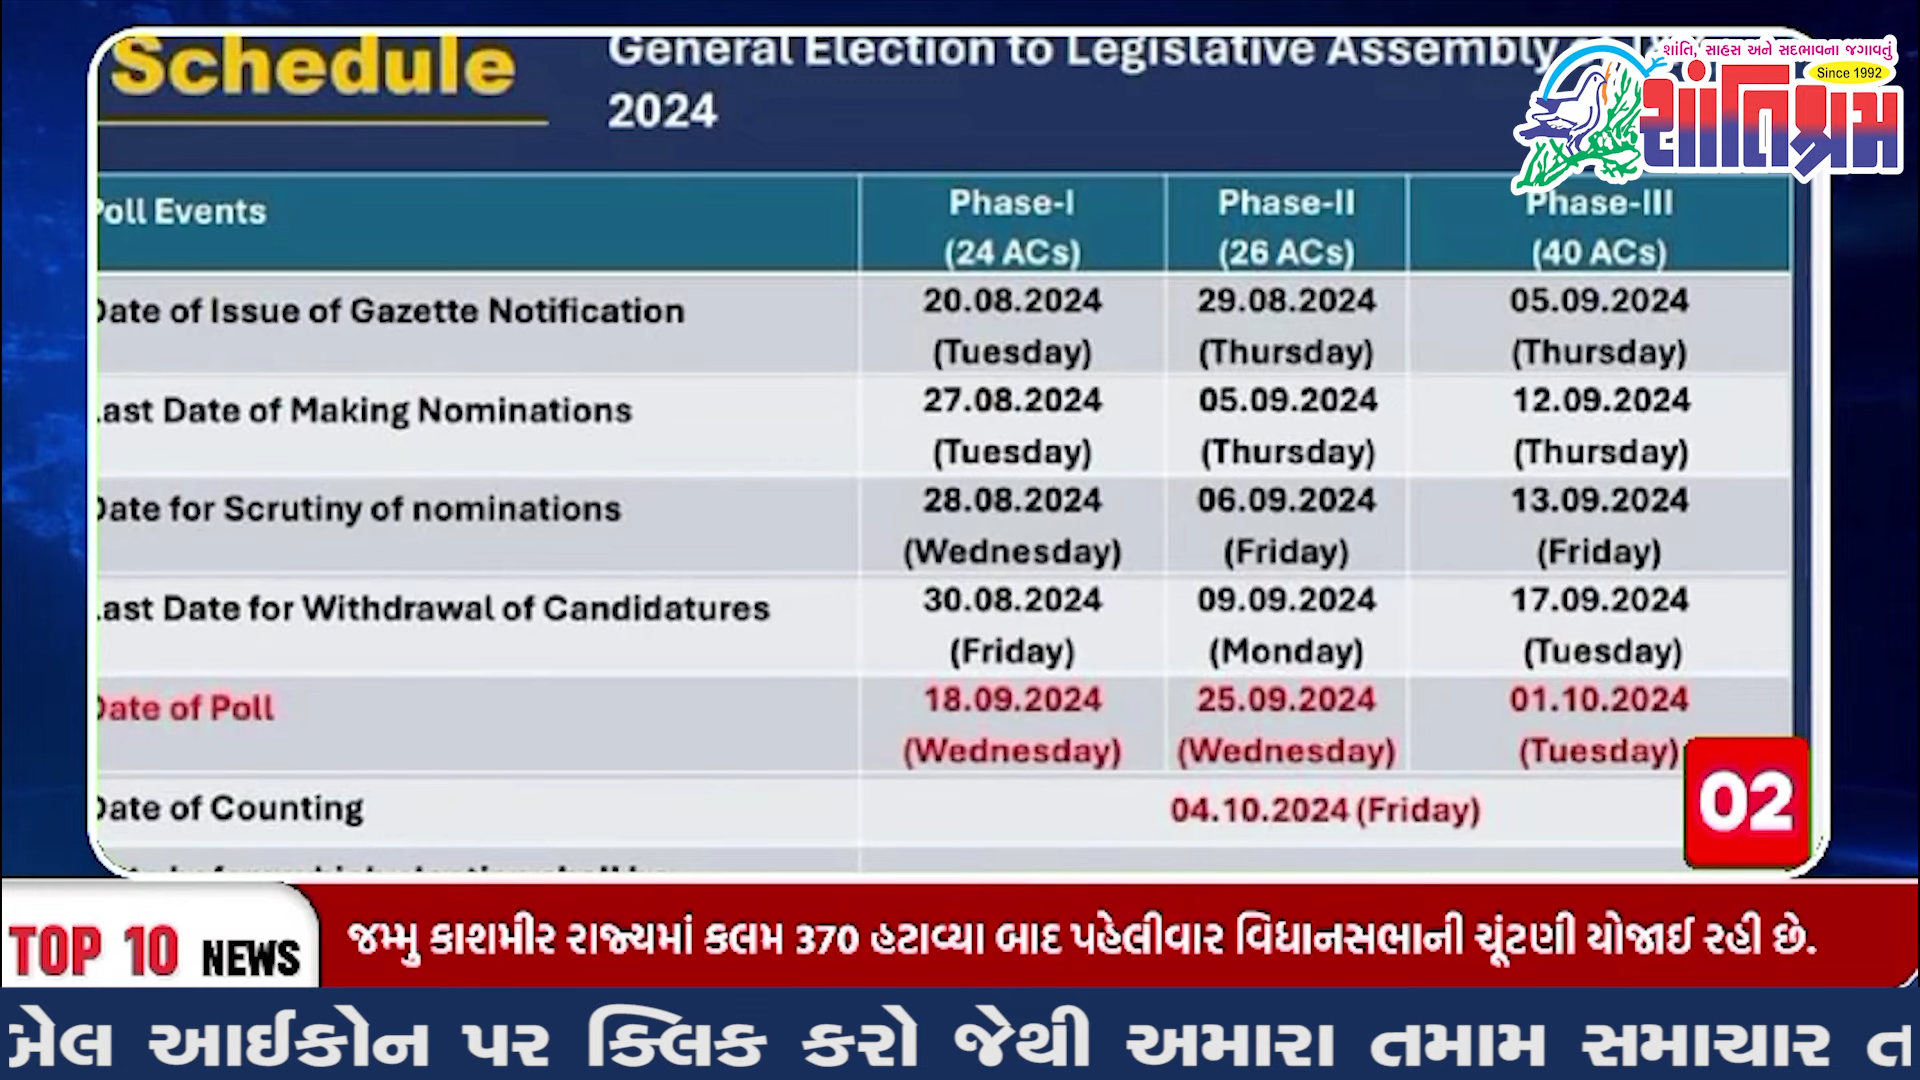 Schedule
General Election to Legislative Assembly
2024
શાંતિ, સાહસ અને સદભાવના જગાવતું
Since 1992
શાંતિશ્રમ
Poll Events
Phase-I
(24 ACs)
Phase-II
(26 ACs)
Phase-III
(40 ACs)
Date of Issue of Gazette Notification
20.08.2024
(Tuesday)
29.08.2024
(Thursday)
05.09.2024
(Thursday)
Last Date of Making Nominations
27.08.2024
(Tuesday)
05.09.2024
(Thursday)
12.09.2024
(Thursday)
Date for Scrutiny of nominations
28.08.2024
(Wednesday)
06.09.2024
(Friday)
13.09.2024
(Friday)
Last Date for Withdrawal of Candidatures
30.08.2024
(Friday)
09.09.2024
(Monday)
17.09.2024
(Tuesday)
Date of Poll
18.09.2024
(Wednesday)
25.09.2024
(Wednesday)
01.10.2024
(Tuesday)
Date of Counting
04.10.2024 (Friday)
02
TOP 10 NEWS
જમ્મુ કાશમીર રાજ્યમાં કલમ 370 હટાવ્યા બાદ પહેલીવાર વિધાનસભાની ચૂંટણી યોજાઈ રહી છે.
બેલ આઈકોન પર ક્લિક કરો જેથી અમારા તમામ સમાચાર ત